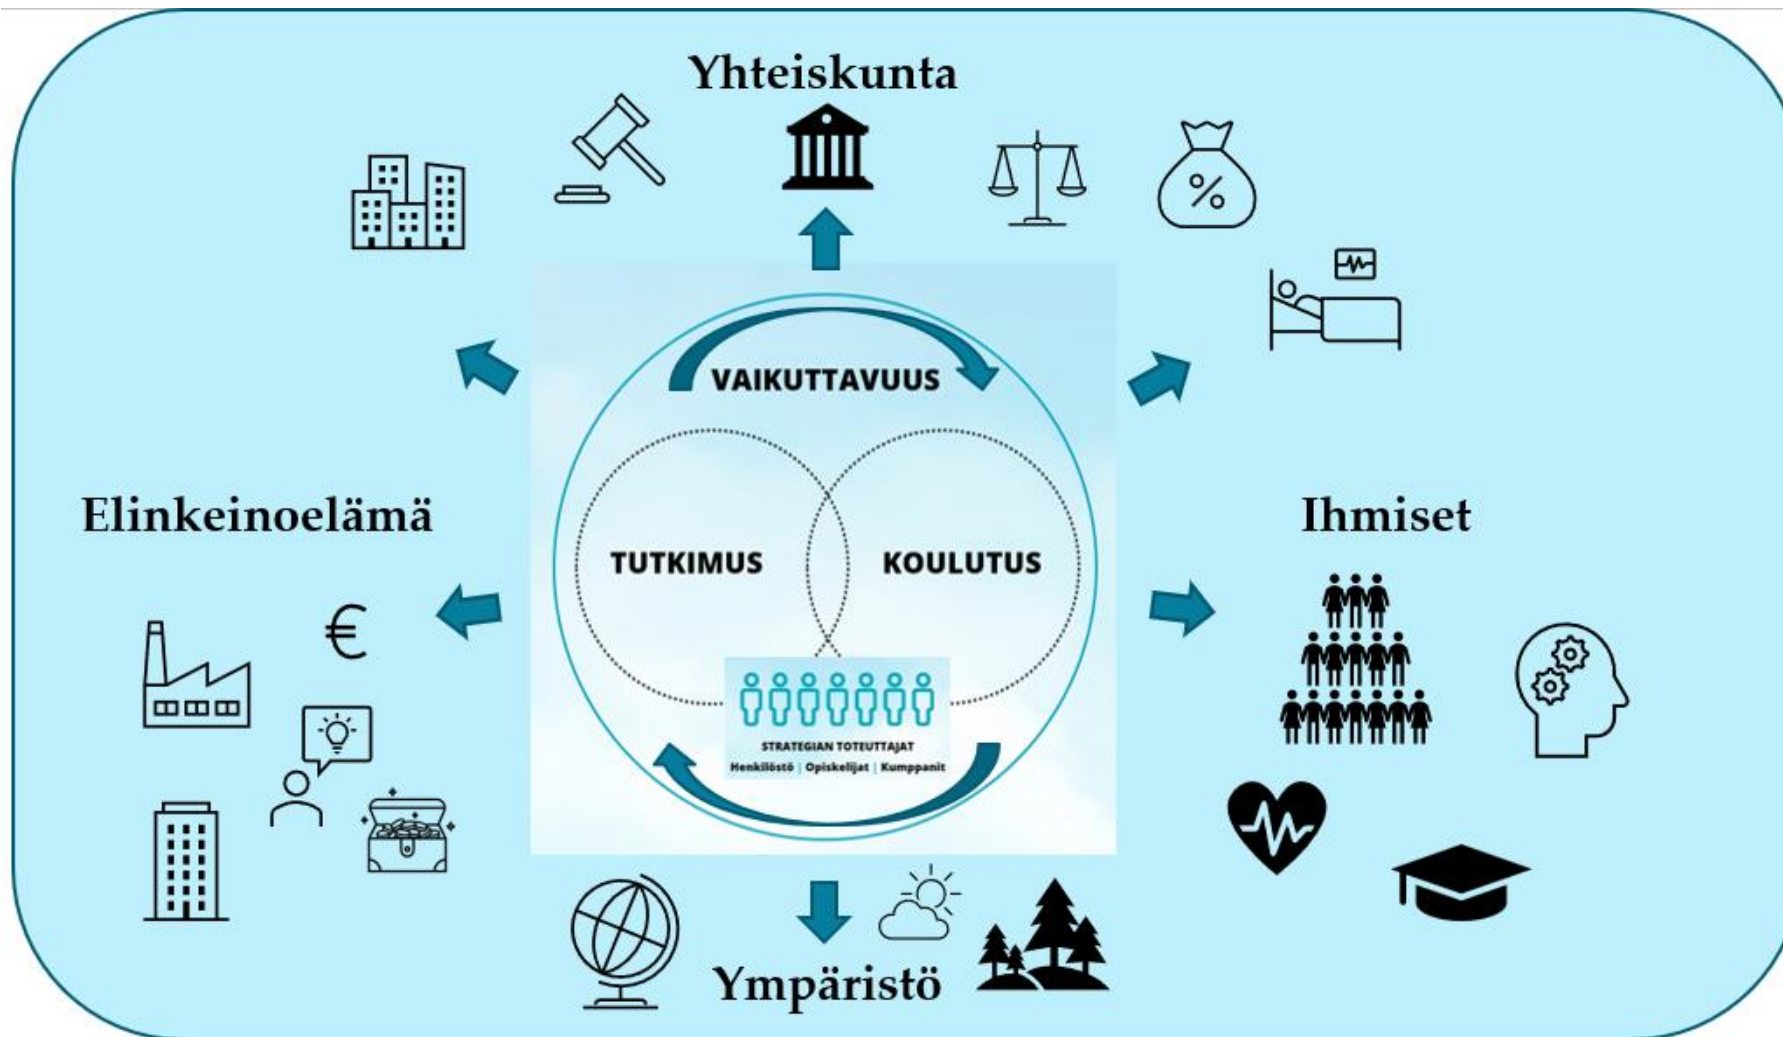 Yhteiskunta
%
VAIKUTTAVUUS
Elinkeinoelämä
Ihmiset
TUTKIMUS
KOULUTUS
€
STRATEGIAN TOTEUTTAJAT
Henkilöstö | Opiskelijat | Kumppanit
Ympäristö